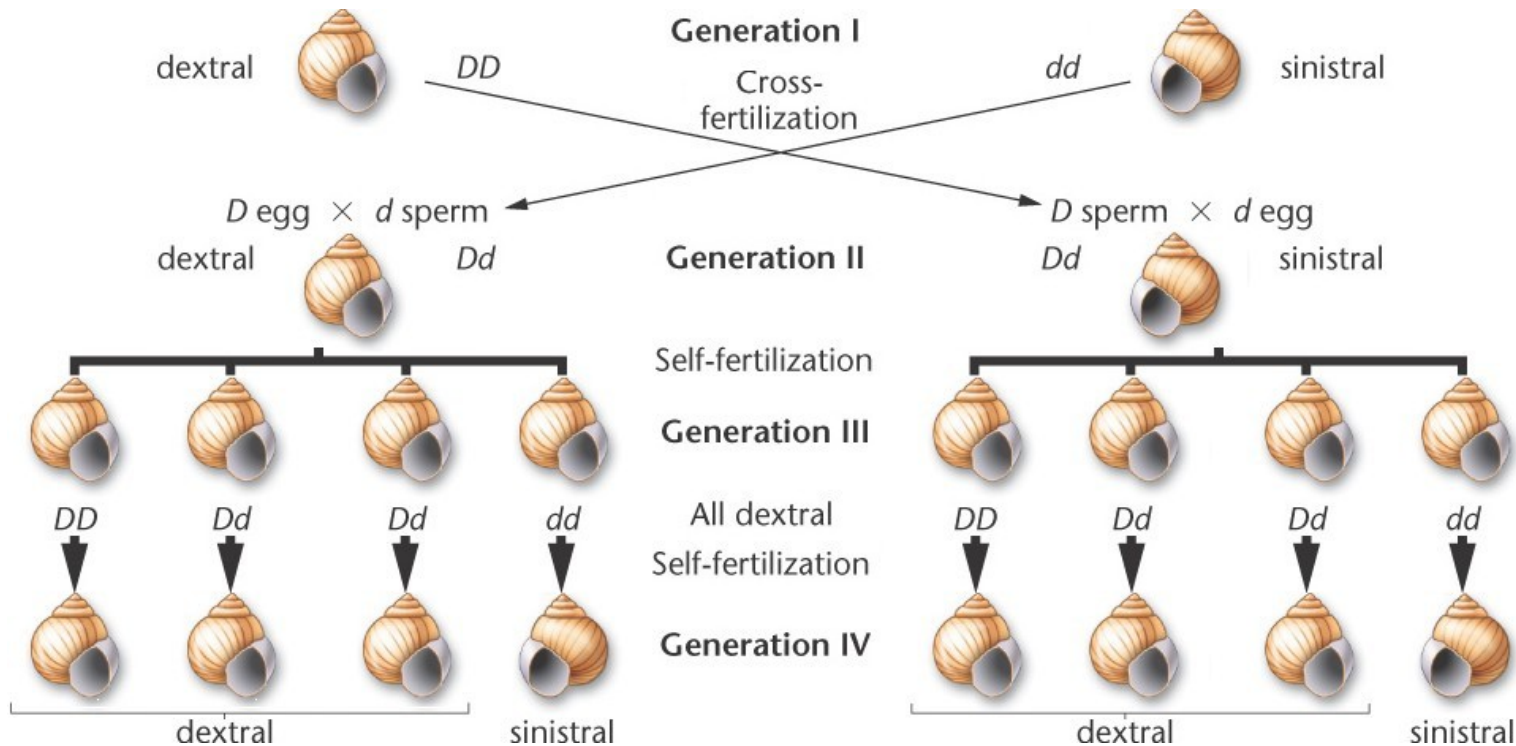 Generation I
dextral DD dd sinistral
Cross-
fertilization
D egg × d sperm D sperm × d egg
dextral Dd Generation II Dd sinistral
Self-fertilization
Generation III
DD Dd Dd dd All dextral DD Dd Dd dd
Self-fertilization
Generation IV
dextral sinistral dextral sinistral